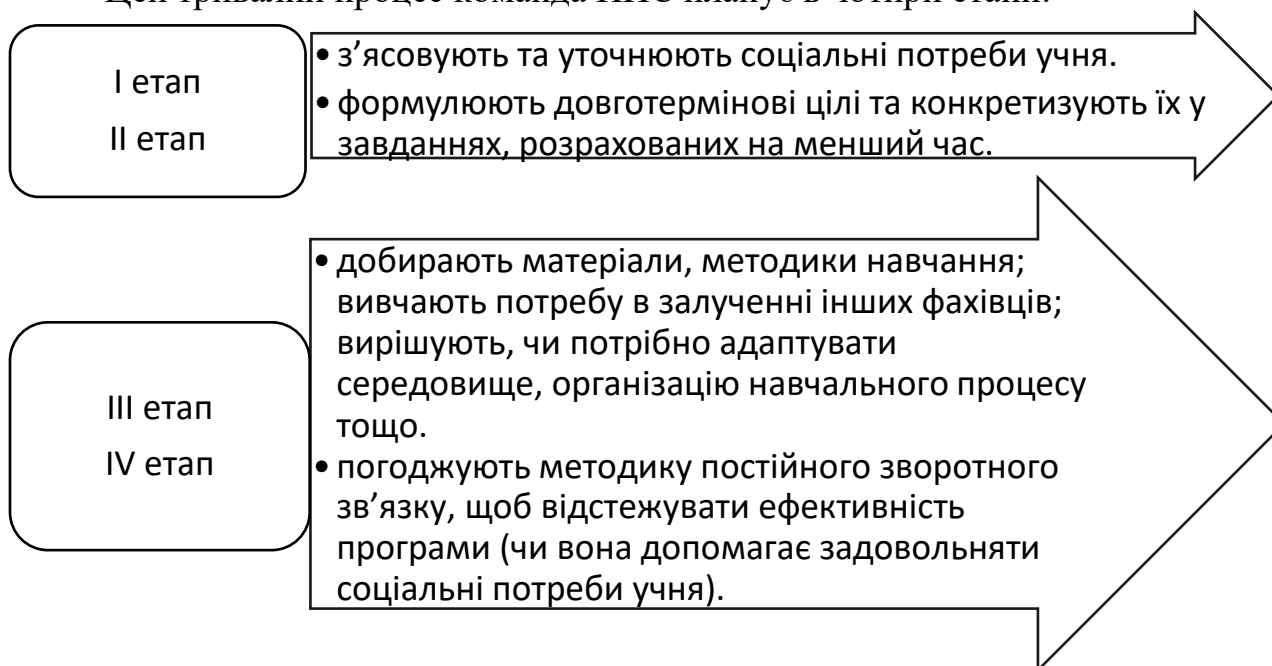 Цей тривалий процес команда ППС планує в чотири етапи:
І етап
ІІ етап
• з’ясовують та уточнюють соціальні потреби учня.
• формулюють довготермінові цілі та конкретизують їх у
завданнях, розрахованих на менший час.
ІІІ етап
IV етап
• добирають матеріали, методики навчання;
вивчають потребу в залученні інших фахівців;
вирішують, чи потрібно адаптувати
середовище, організацію навчального процесу
тощо.
• погоджують методику постійного зворотного
зв’язку, щоб відстежувати ефективність
програми (чи вона допомагає задовольняти
соціальні потреби учня).